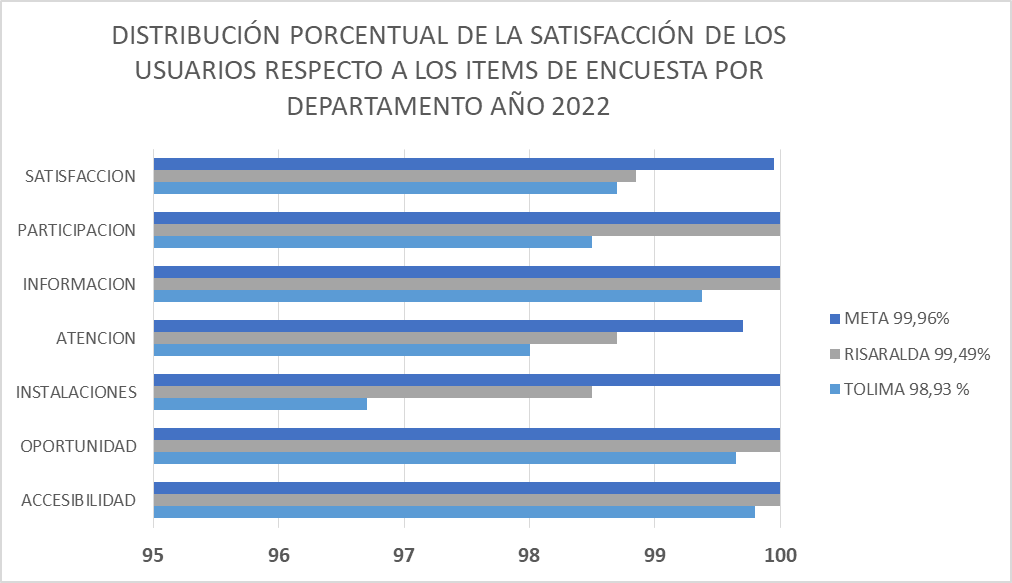 DISTRIBUCIÓN PORCENTUAL DE LA SATISFACCIÓN DE LOS
USUARIOS RESPECTO A LOS ITEMS DE ENCUESTA POR
DEPARTAMENTO AÑO 2022
SATISFACCION
PARTICIPACION
INFORMACION
ATENCION
INSTALACIONES
OPORTUNIDAD
ACCESIBILIDAD
95 96 97 98 99 100
META 99,96%
RISARALDA 99,49%
TOLIMA 98,93 %